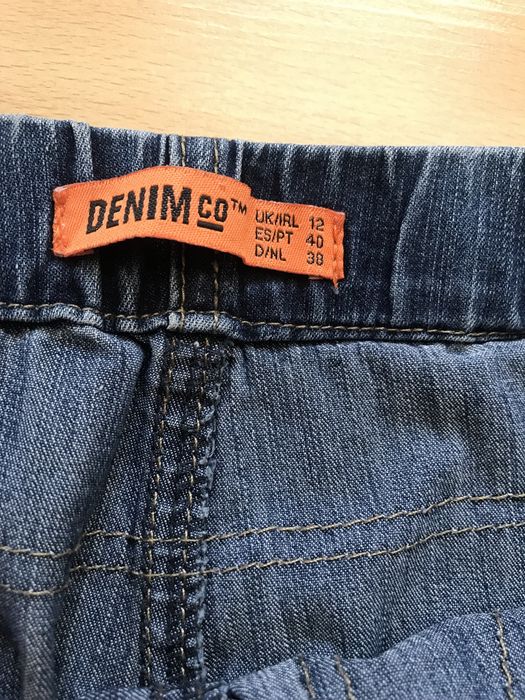 DENIM CO™
UK/IRL 12
ES/PT 40
D/NL 38